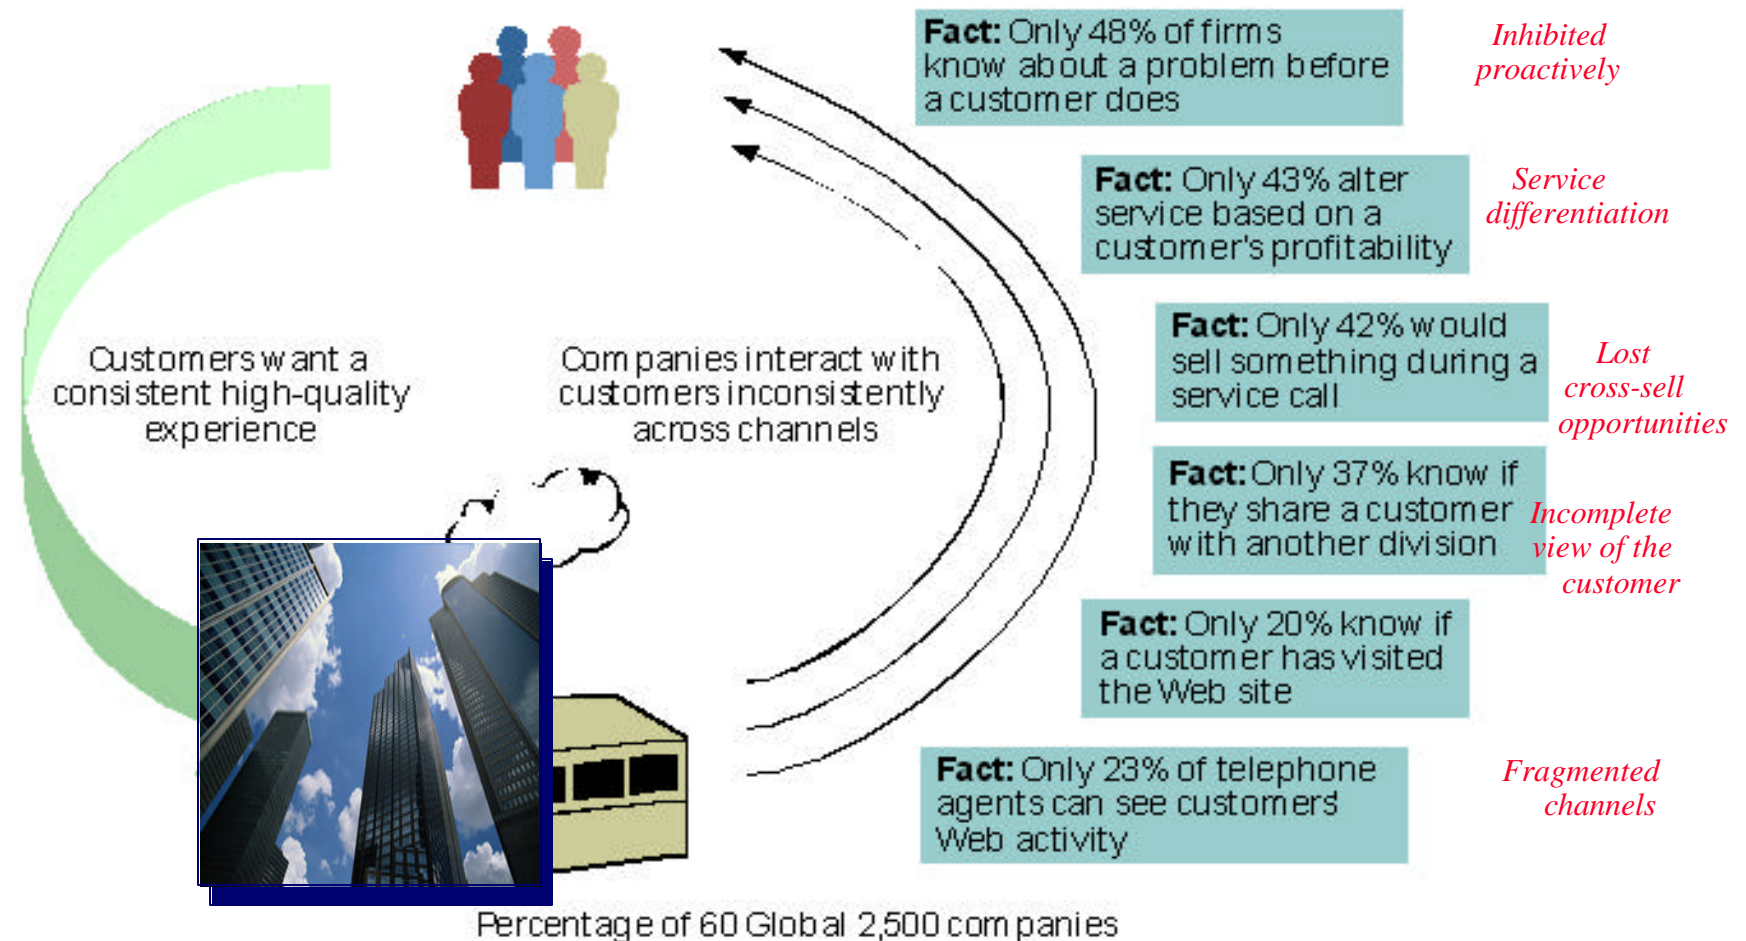 Fact: Only 48% of firms
know about a problem before
a customer does
Inhibited
proactively
Fact: Only 43% alter
service based on a
customer's profitability
Service
differentiation
Customers want a
consistent high-quality
experience
Companies interact with
customers inconsistently
across channels
Fact: Only 42% would
sell something during a
service call
Lost
cross-sell
opportunities
Fact: Only 37% know if
they share a customer
with another division
Incomplete
view of the
customer
Fact: Only 20% know if
a customer has visited
the Web site
Fact: Only 23% of telephone
agents can see customers'
Web activity
Fragmented
channels
Percentage of 60 Global 2,500 companies